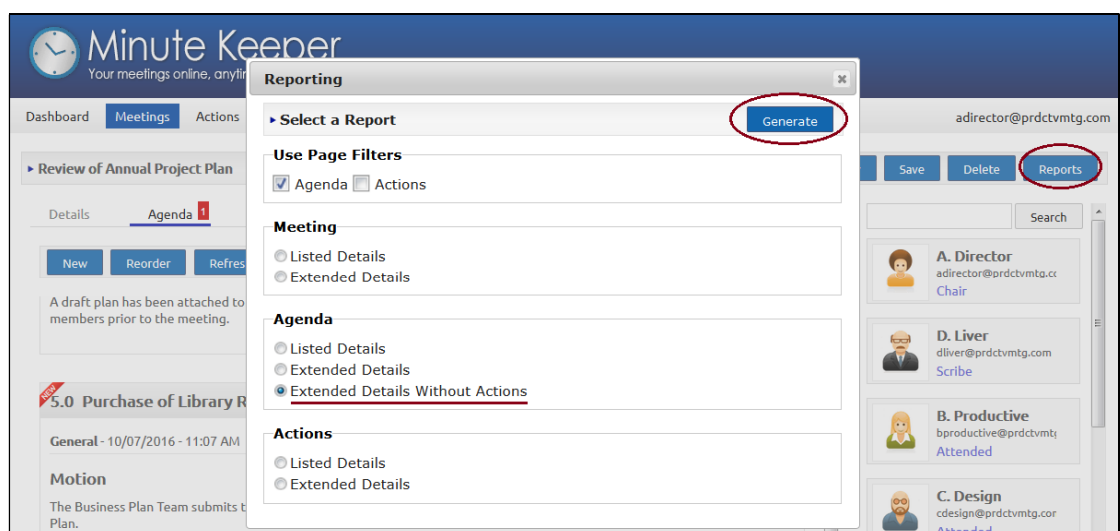 Minute Keeper
Your meetings online, anyti
Dashboard Meetings Actions
adirector@prdctvmtg.com
Review of Annual Project Plan
Save Delete Reports
Details Agenda 1
Search
New Reorder Refres
A draft plan has been attached to
members prior to the meeting.
NEW
5.0 Purchase of Library R
General - 10/07/2016 - 11:07 AM
Motion
The Business Plan Team submits t
Plan.
Reporting
Select a Report
Generate
Use Page Filters
Agenda Actions
Meeting
Listed Details
Extended Details
Agenda
Listed Details
Extended Details
Extended Details Without Actions
Actions
Listed Details
Extended Details
A. Director
adirector@prdctvmtg.cc
Chair
D. Liver
dliver@prdctvmtg.com
Scribe
B. Productive
bproductive@prdctvmt
Attended
C. Design
cdesign@prdctvmtg.cor
Attended